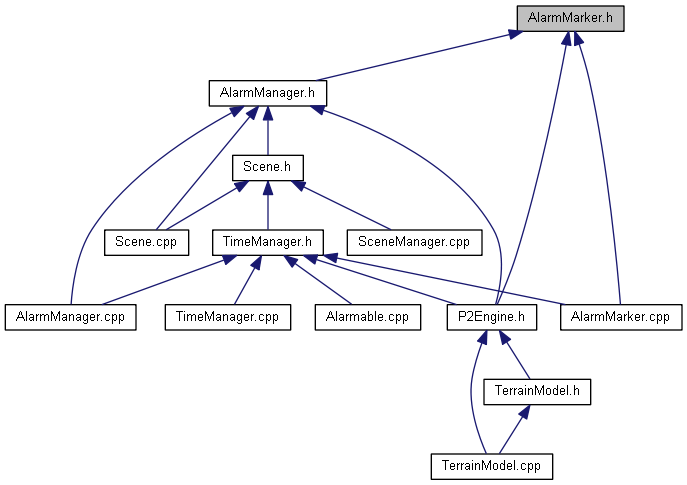 AlarmMarker.h
AlarmManager.h
Scene.h
Scene.cpp
TimeManager.h
SceneManager.cpp
AlarmManager.cpp
TimeManager.cpp
Alarmable.cpp
P2Engine.h
AlarmMarker.cpp
TerrainModel.h
TerrainModel.cpp